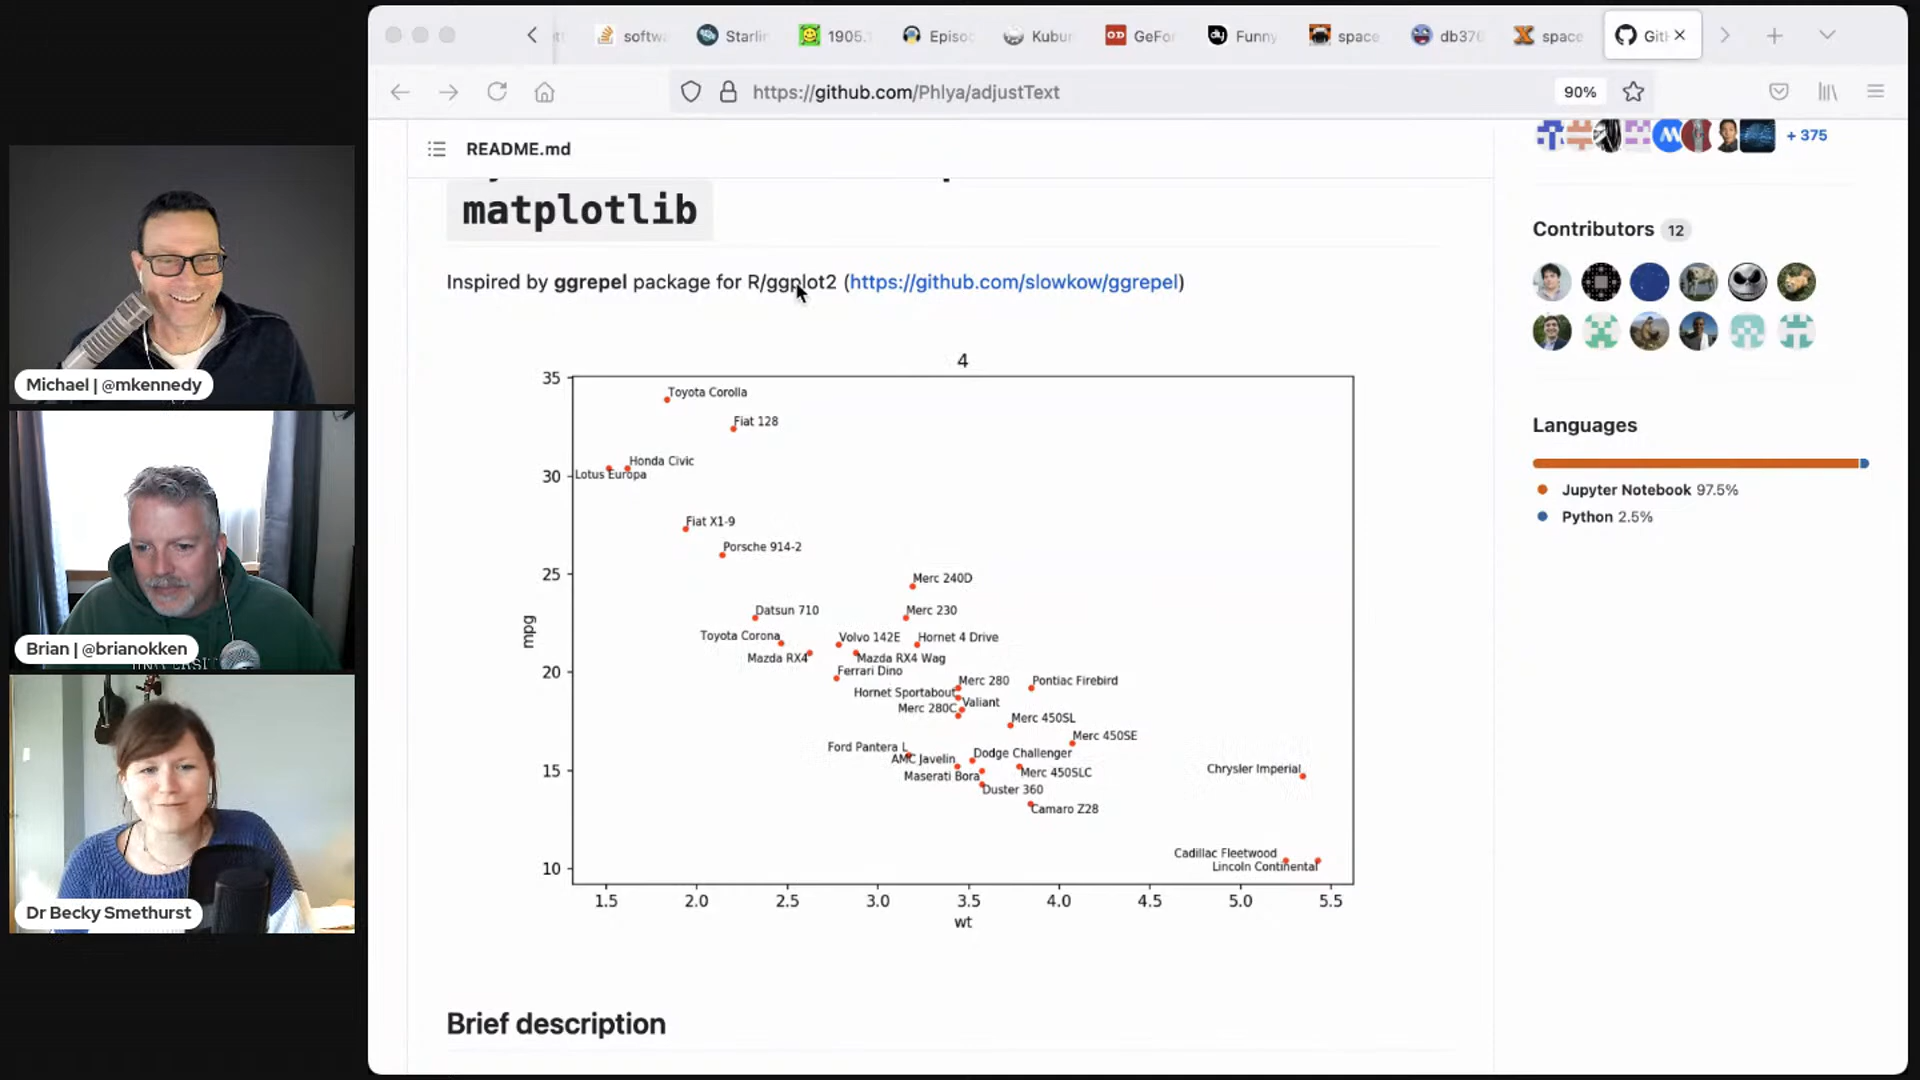 softwa
Starlin
1905.
Episo
Kubur
GeFor
Funny
space
db376
space
Git
https://github.com/Phlya/adjustText
90%
README.md
+ 375
matplotlib
Inspired by ggrepel package for R/ggplot2 (https://github.com/slowkow/ggrepel)
Contributors 12
Languages
Jupyter Notebook 97.5%
Python 2.5%
4
35
30
25
20
15
10
mpg
Toyota Corolla
Fiat 128
Honda Civic
Lotus Europa
Fiat X1-9
Porsche 914-2
Merc 240D
Datsun 710
Merc 230
Toyota Corona
Volvo 142E
Hornet 4 Drive
Mazda RX4
Mazda RX4 Wag
Ferrari Dino
Merc 280
Pontiac Firebird
Hornet Sportabout
Valiant
Merc 280C
Merc 450SL
Merc 450SE
Ford Pantera L
Dodge Challenger
AMC Javelin
Chrysler Imperial
Maserati Bora
Merc 450SLC
Duster 360
Camaro Z28
Cadillac Fleetwood
Lincoln Continental
1.5 2.0 2.5 3.0 3.5 4.0 4.5 5.0 5.5
wt
Brief description
Michael | @mkennedy
Brian | @brianokken
Dr Becky Smethurst